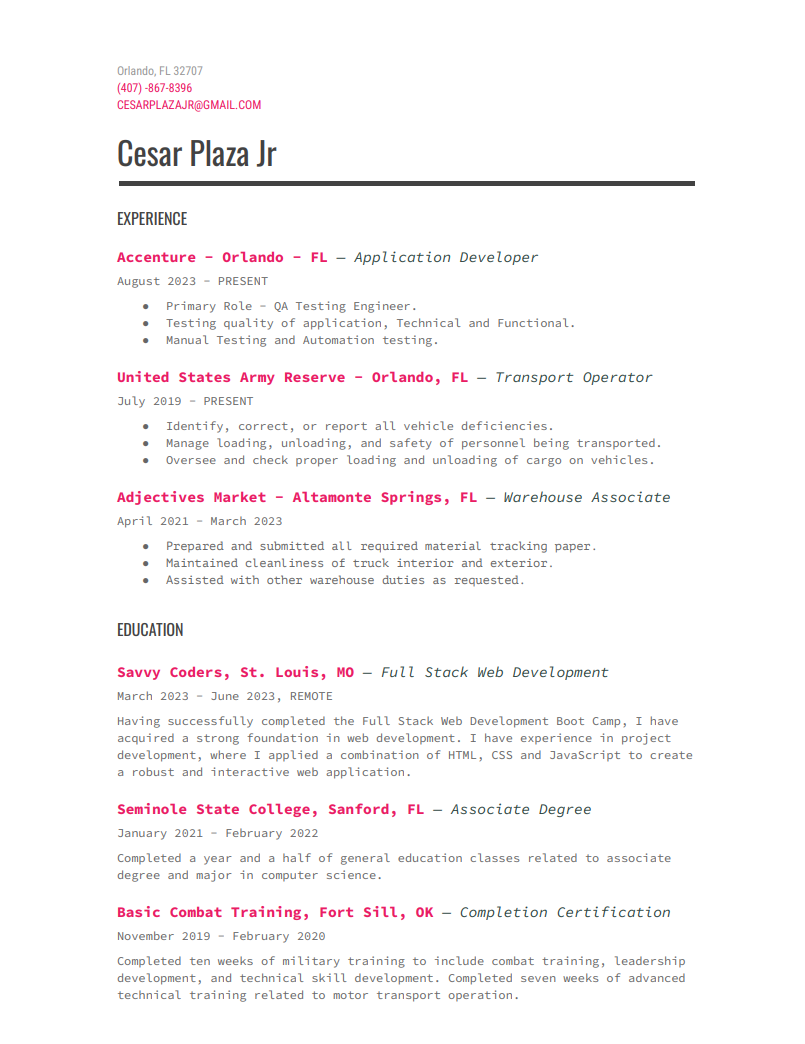 Orlando, FL 32707
(407) -867-8396
CESARPLAZAJR@GMAIL.COM
Cesar Plaza Jr
EXPERIENCE
Accenture - Orlando - FL — Application Developer
August 2023 - PRESENT
● Primary Role - QA Testing Engineer.
● Testing quality of application, Technical and Functional.
● Manual Testing and Automation testing.
United States Army Reserve - Orlando, FL — Transport Operator
July 2019 - PRESENT
● Identify, correct, or report all vehicle deficiencies.
● Manage loading, unloading, and safety of personnel being transported.
● Oversee and check proper loading and unloading of cargo on vehicles.
Adjectives Market - Altamonte Springs, FL — Warehouse Associate
April 2021 - March 2023
● Prepared and submitted all required material tracking paper.
● Maintained cleanliness of truck interior and exterior.
● Assisted with other warehouse duties as requested.
EDUCATION
Savvy Coders, St. Louis, MO — Full Stack Web Development
March 2023 - June 2023, REMOTE
Having successfully completed the Full Stack Web Development Boot Camp, I have
acquired a strong foundation in web development. I have experience in project
development, where I applied a combination of HTML, CSS and JavaScript to create
a robust and interactive web application.
Seminole State College, Sanford, FL — Associate Degree
January 2021 - February 2022
Completed a year and a half of general education classes related to associate
degree and major in computer science.
Basic Combat Training, Fort Sill, OK — Completion Certification
November 2019 - February 2020
Completed ten weeks of military training to include combat training, leadership
development, and technical skill development. Completed seven weeks of advanced
technical training related to motor transport operation.